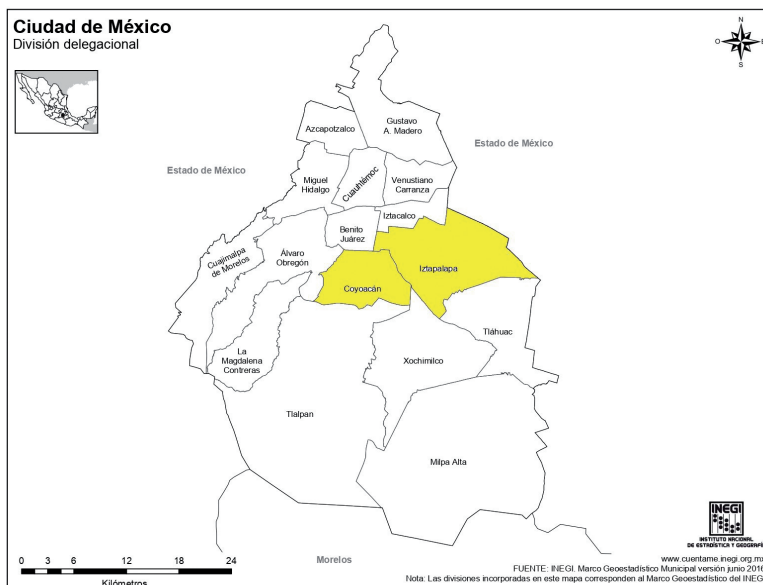 Ciudad de México
División delegacional
N
O
E
S
Gustavo
A. Madero
Azcapotzalco
Estado de México
Estado de México
Miguel
Hidalgo
Cuauhtémoc
Venustiano
Carranza
Iztacalco
Benito
Juárez
Cuajimalpa
de Morelos
Álvaro
Obregón
Iztapalapa
Coyoacán
Tláhuac
La
Magdalena
Contreras
Xochimilco
Tlalpan
Milpa Alta
INEGI
INSTITUTO NACIONAL
DE ESTADÍSTICA Y GEOGRAFÍA
0 3 6 12 18 24
Kilómetros
Morelos
www.cuentame.inegi.org.mx
FUENTE: INEGI. Marco Geoestadístico Municipal versión junio 2016
Nota: Las divisiones incorporadas en este mapa corresponden al Marco Geoestadístico del INEGI